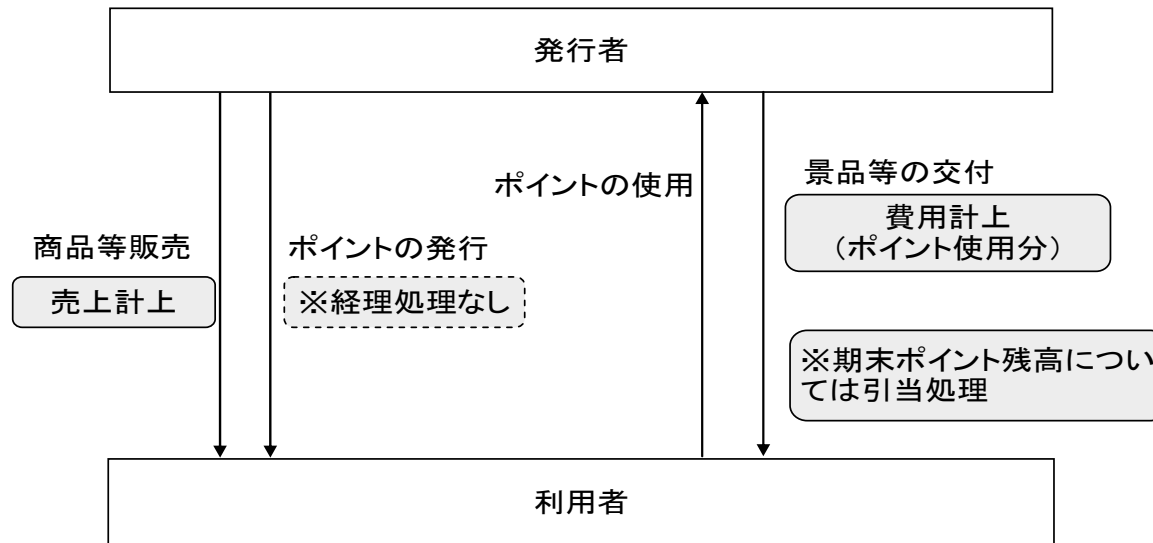 発行者
ポイントの使用
景品等の交付
費用計上
（ポイント使用分）
商品等販売
ポイントの発行
売上計上
※経理処理なし
※期末ポイント残高につい
ては引当処理
利用者